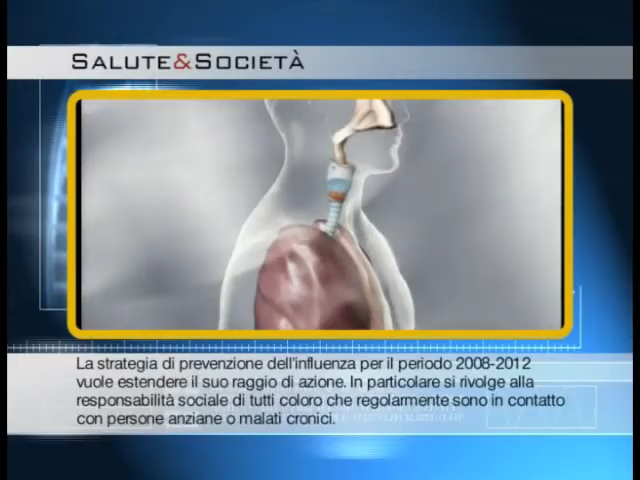 SALUTE&SOCIETÀ
La strategia di prevenzione dell'influenza per il periodo 2008-2012
vuole estendere il suo raggio di azione. In particolare si rivolge alla
responsabilità sociale di tutti coloro che regolarmente sono in contatto
con persone anziane o malati cronici.